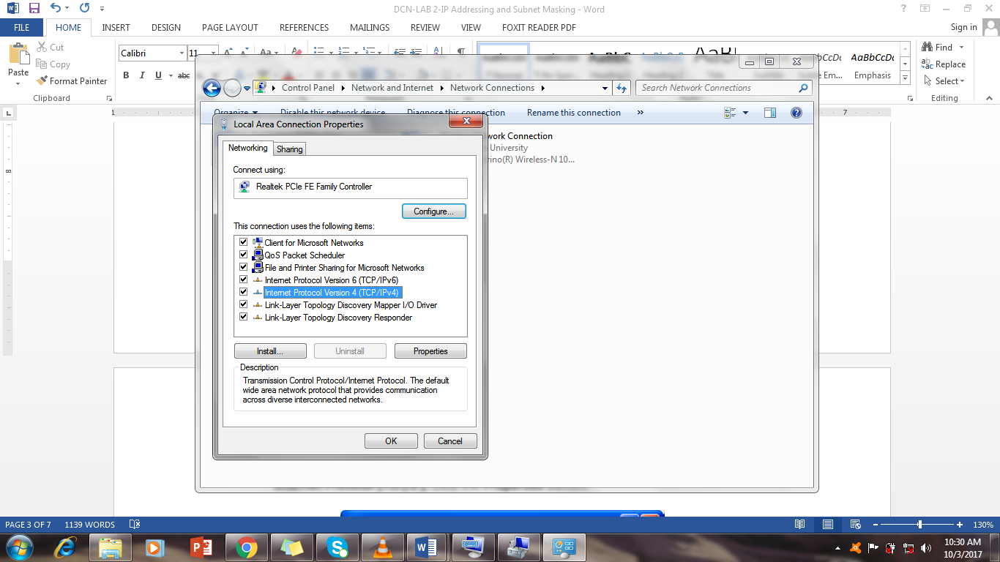 DCN-LAB 2-IP Addressing and Subnet Masking - Word
FILE HOME INSERT DESIGN PAGE LAYOUT REFERENCES MAILINGS REVIEW VIEW FOXIT READER PDF Sign in
Paste
Cut
Copy
Format Painter
Clipboard
Calibri 11
B I U abc
AaB
AaBbCcDc
Emphasis
Find
Replace
Select
Editing
Control Panel Network and Internet Network Connections
Search Network Connections
Organize Disable this network device Diagnose this connection Rename this connection »
work Connection
University
rino(R) Wireless-N 10...
Local Area Connection Properties
Networking Sharing
Connect using:
Realtek PCIe FE Family Controller
Configure...
This connection uses the following items:
Client for Microsoft Networks
QoS Packet Scheduler
File and Printer Sharing for Microsoft Networks
Internet Protocol Version 6 (TCP/IPv6)
Internet Protocol Version 4 (TCP/IPv4)
Link-Layer Topology Discovery Mapper I/O Driver
Link-Layer Topology Discovery Responder
Install... Uninstall Properties
Description
Transmission Control Protocol/Internet Protocol. The default
wide area network protocol that provides communication
across diverse interconnected networks.
OK Cancel
PAGE 3 OF 7 1139 WORDS 130%
10:30 AM
10/3/2017